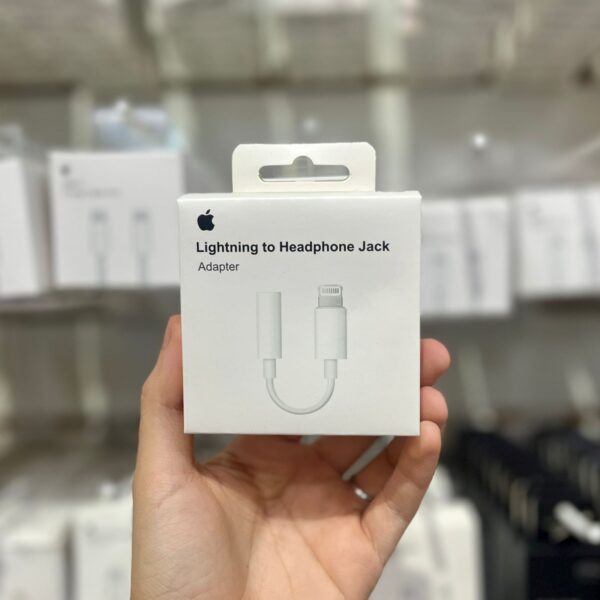 Lightning to Headphone Jack
Adapter